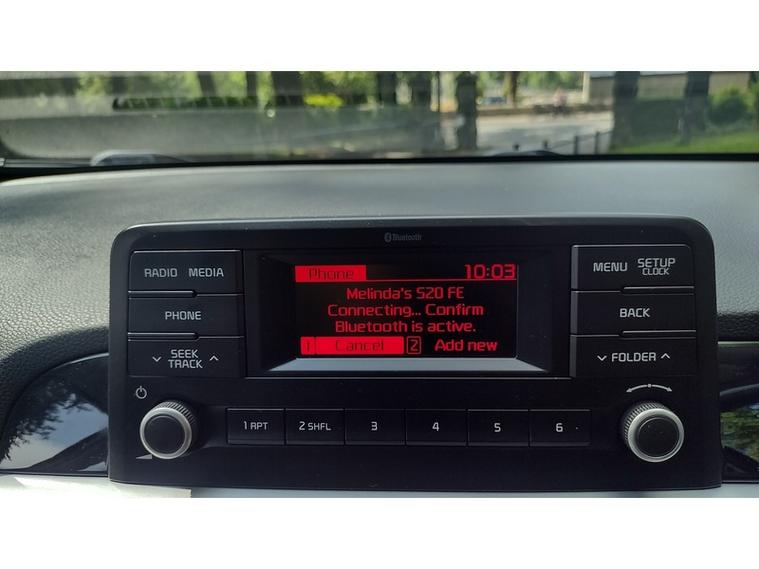 Bluetooth
RADIO MEDIA
PHONE
SEEK
TRACK
Phone 10:03
Melinda's S20 FE
Connecting... Confirm
Bluetooth is active.
1 Cancel 2 Add new
MENU SETUP
CLOCK
BACK
FOLDER
1 RPT 2 SHFL 3 4 5 6